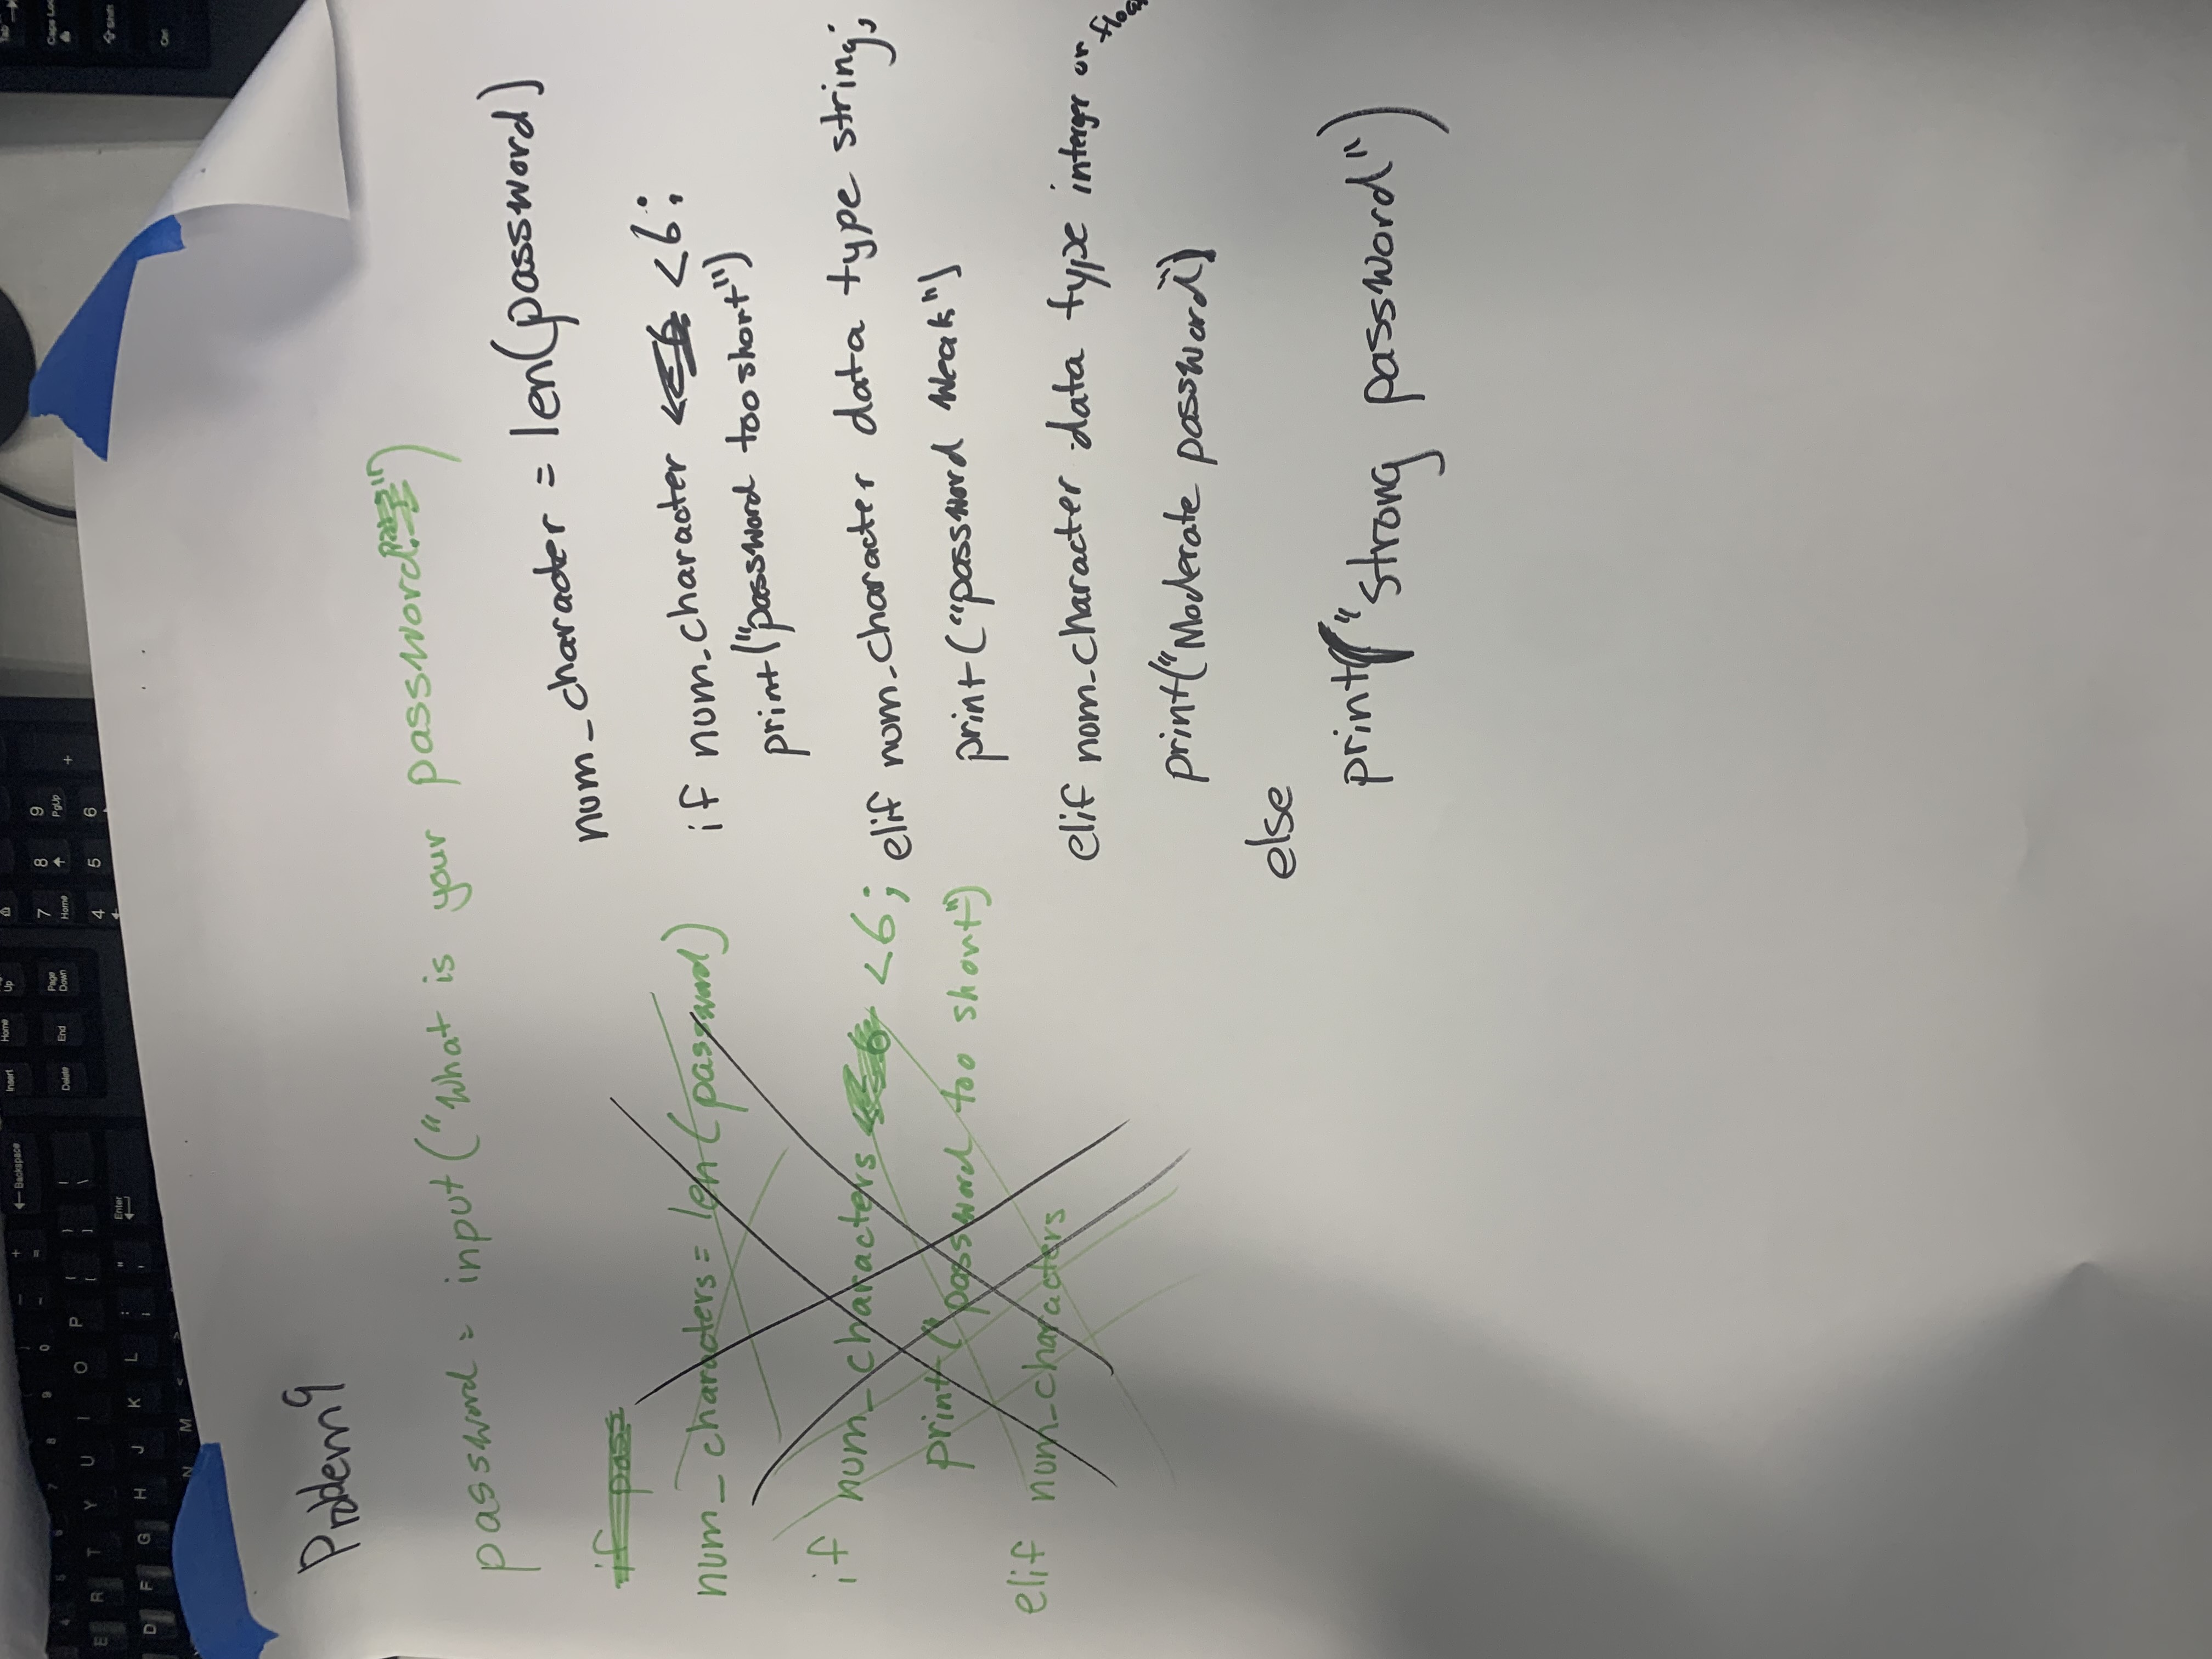 Backspace
Insert
Home
Up
7
8
9
0
-
+
=
Delete
End
Page
Down
7
Home
8
9
PgUp
+
E
R
T
Y
U
I
O
P
4
5
6
D
F
G
H
J
K
L
Enter
N
M
Tab
Caps Loc
Shift
Ctrl
Problem 9
password = input("What is your password?")
if pass
num_characters = len(password)
if num_characters <6;
print("password too short")
elif num_characters
num_character = len(password)
if num_character <6:
print("password too short")
elif num_character data type string;
print("password Weak")
elif nom_character data type interger or floa
print("Moderate password")
else
print("strong password")